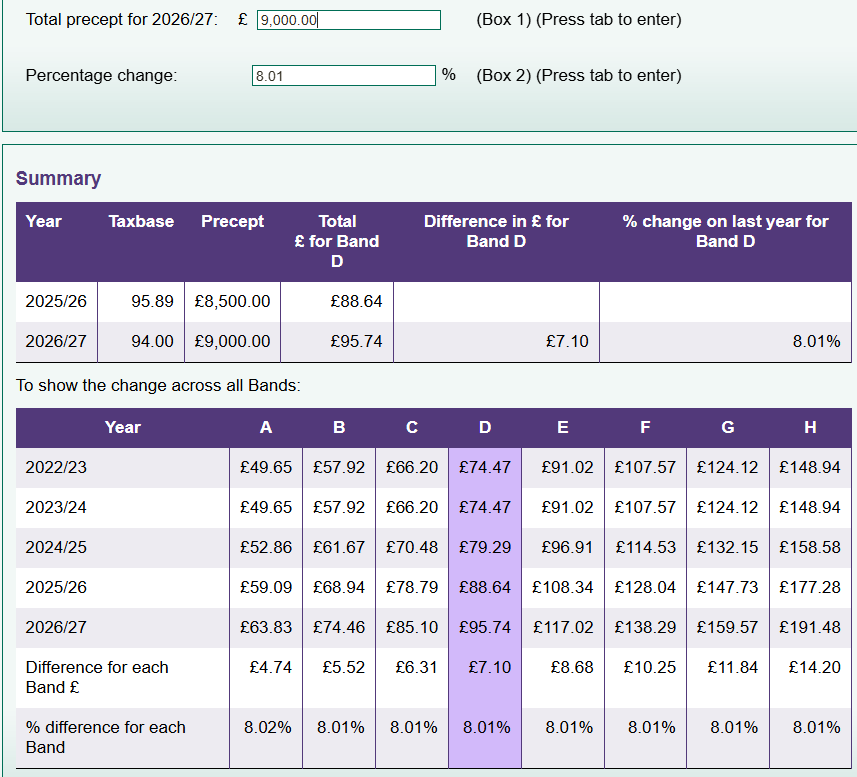 Total precept for 2026/27: £ 9,000.00 (Box 1) (Press tab to enter)
Percentage change: 8.01 % (Box 2) (Press tab to enter)
Summary
Year Taxbase Precept Total £ for Band D Difference in £ for Band D % change on last year for Band D
2025/26 95.89 £8,500.00 £88.64
2026/27 94.00 £9,000.00 £95.74 £7.10 8.01%
To show the change across all Bands:
Year A B C D E F G H
2022/23 £49.65 £57.92 £66.20 £74.47 £91.02 £107.57 £124.12 £148.94
2023/24 £49.65 £57.92 £66.20 £74.47 £91.02 £107.57 £124.12 £148.94
2024/25 £52.86 £61.67 £70.48 £79.29 £96.91 £114.53 £132.15 £158.58
2025/26 £59.09 £68.94 £78.79 £88.64 £108.34 £128.04 £147.73 £177.28
2026/27 £63.83 £74.46 £85.10 £95.74 £117.02 £138.29 £159.57 £191.48
Difference for each Band £ £4.74 £5.52 £6.31 £7.10 £8.68 £10.25 £11.84 £14.20
% difference for each Band 8.02% 8.01% 8.01% 8.01% 8.01% 8.01% 8.01% 8.01%